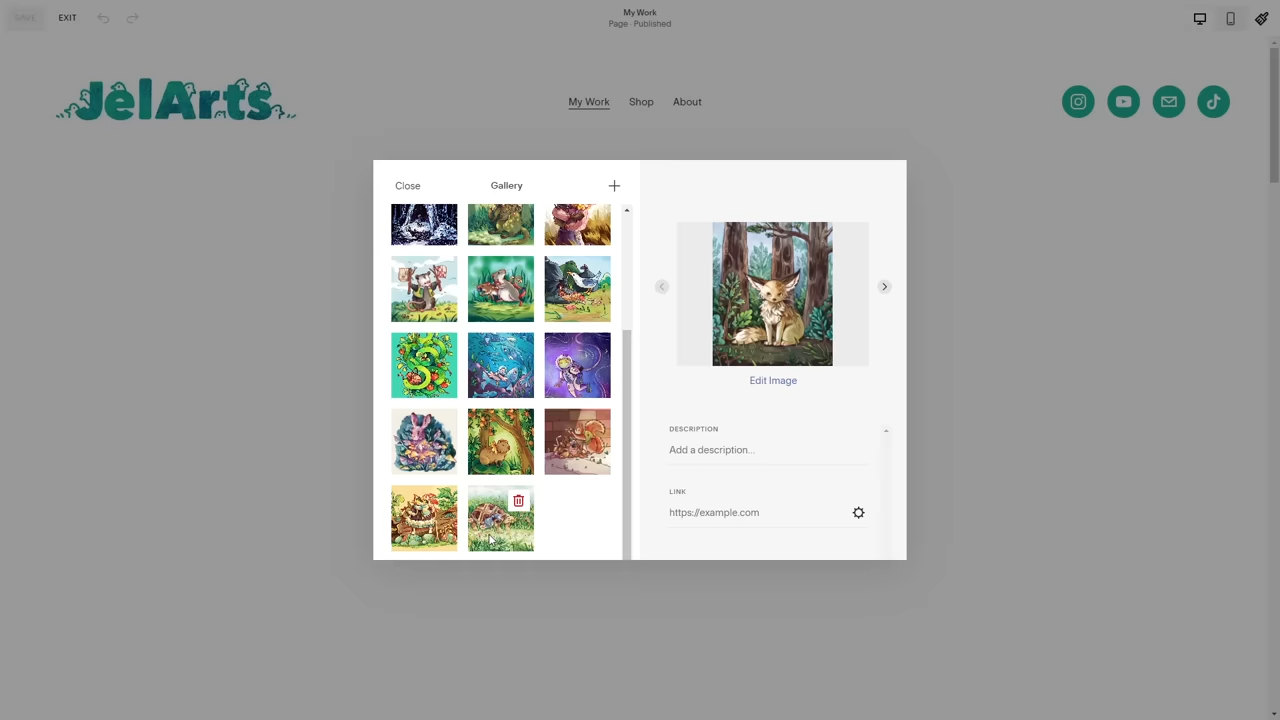 SAVE
EXIT
My Work
Page · Published
JelArts
My Work
Shop
About
Close
Gallery
Edit Image
DESCRIPTION
Add a description...
LINK
https://example.com